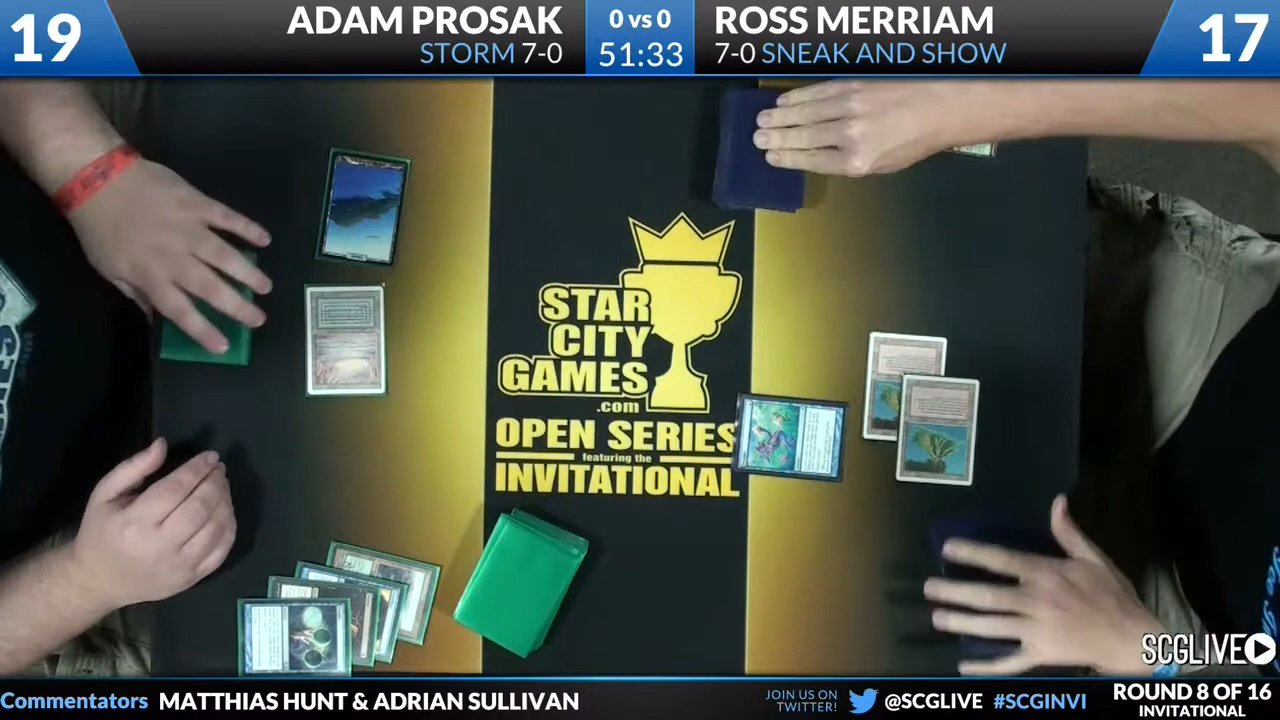 19
ADAM PROSAK
STORM 7-0
0 vs 0
51:33
ROSS MERRIAM
7-0 SNEAK AND SHOW
17
STAR
CITY
GAMES
.com
OPEN SERIES
featuring the
INVITATIONAL
SCGLIVE
Commentators MATTHIAS HUNT & ADRIAN SULLIVAN
JOIN US ON
TWITTER!
@SCGLIVE #SCGINVI
ROUND 8 OF 16
INVITATIONAL